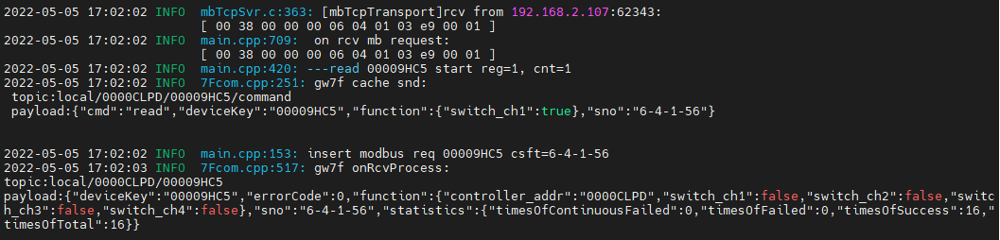 2022-05-05 17:02:02 INFO  mbTcpSvr.c:363: [mbTcpTransport]rcv from 192.168.2.107:62343:
[ 00 38 00 00 00 06 04 01 03 e9 00 01 ]
2022-05-05 17:02:02 INFO  main.cpp:709:  on rcv mb request:
[ 00 38 00 00 00 06 04 01 03 e9 00 01 ]
2022-05-05 17:02:02 INFO  main.cpp:420: ---read 00009HC5 start reg=1, cnt=1
2022-05-05 17:02:02 INFO  7Fcom.cpp:251: gw7f cache snd:
topic:local/0000CLPD/00009HC5/command
payload:{"cmd":"read","deviceKey":"00009HC5","function":{"switch_ch1":true},"sno":"6-4-1-56"}
2022-05-05 17:02:02 INFO  main.cpp:153: insert modbus req 00009HC5 csft=6-4-1-56
2022-05-05 17:02:03 INFO  7Fcom.cpp:517: gw7f onRcvProcess:
topic:local/0000CLPD/00009HC5
payload:{"deviceKey":"00009HC5","errorCode":0,"function":{"controller_addr":"0000CLPD","switch_ch1":false,"switch_ch2":false,"switc
h_ch3":false,"switch_ch4":false},"sno":"6-4-1-56","statistics":{"timesOfContinuousFailed":0,"timesOfFailed":0,"timesOfSuccess":16,"
timesOfTotal":16}}